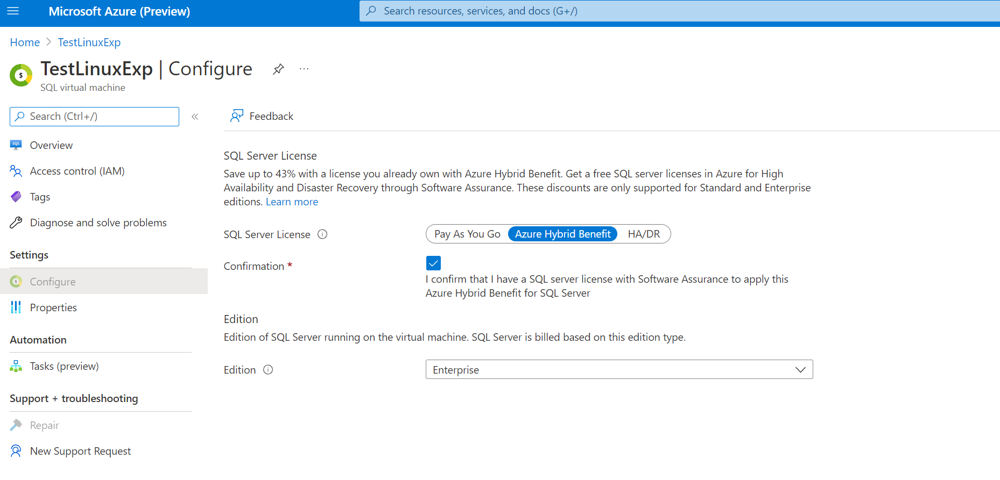 Microsoft Azure (Preview)
Search resources, services, and docs (G+/)
Home > TestLinuxExp
TestLinuxExp | Configure
...
SQL virtual machine
Search (Ctrl+/)
«
SQL
Overview
Access control (IAM)
Tags
Diagnose and solve problems
Settings
Configure
Properties
Automation
Tasks (preview)
Support + troubleshooting
Repair
New Support Request
Feedback
SQL Server License
Save up to 43% with a license you already own with Azure Hybrid Benefit. Get a free SQL server licenses in Azure for High
Availability and Disaster Recovery through Software Assurance. These discounts are only supported for Standard and Enterprise
editions. Learn more
SQL Server License
Pay As You Go Azure Hybrid Benefit HA/DR
Confirmation *
I confirm that I have a SQL server license with Software Assurance to apply this
Azure Hybrid Benefit for SQL Server
Edition
Edition of SQL Server running on the virtual machine. SQL Server is billed based on this edition type.
Edition
Enterprise